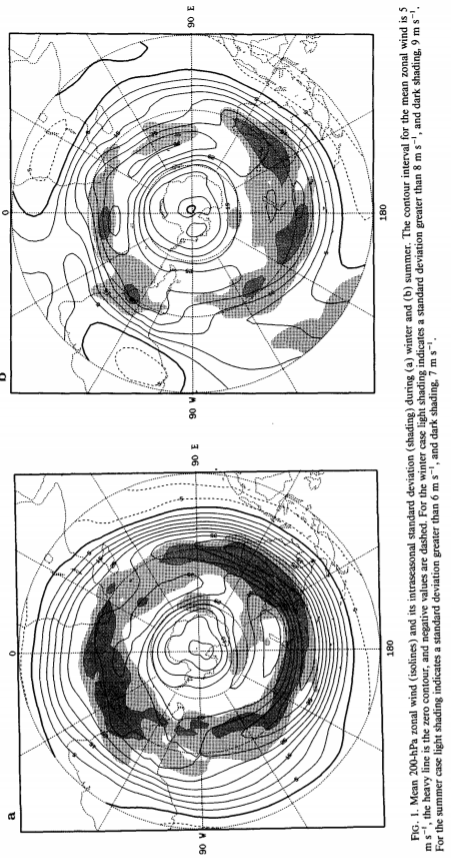 a
0
90 W
90 E
180
b
0
90 W
90 E
180
FIG. 1. Mean 200-hPa zonal wind (isolines) and its intraseasonal standard deviation (shading) during (a) winter and (b) summer. The contour interval for the mean zonal wind is 5
m s⁻¹, the heavy line is the zero contour, and negative values are dashed. For the winter case light shading indicates a standard deviation greater than 8 m s⁻¹, and dark shading, 9 m s⁻¹.
For the summer case light shading indicates a standard deviation greater than 6 m s⁻¹, and dark shading, 7 m s⁻¹.